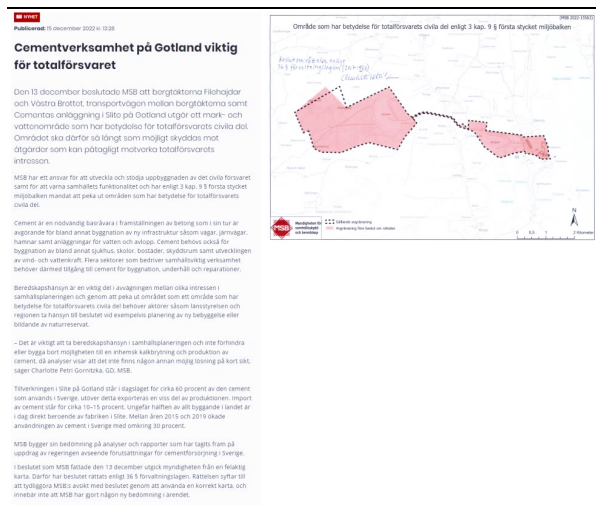 NYHET
Publicerad: 15 december 2022 kl. 13:28
Cementverksamhet på Gotland viktig
för totalförsvaret
Den 13 december beslutade MSB att bergtäkterna Filehajdar
och Västra Brottet, transportvägen mellan bergtäkterna samt
Cementas anläggning i Slite på Gotland utgör ett mark- och
vattenområde som har betydelse för totalförsvarets civila del.
Området ska därför så långt som möjligt skyddas mot
åtgärder som kan påtagligt motverka totalförsvarets
intressen.
MSB har ett ansvar för att utveckla och stödja uppbyggnaden av det civila försvaret
samt för att värna samhällets funktionalitet och har enligt 3 kap. 9 § första stycket
miljöbalken mandat att peka ut områden som har betydelse för totalförsvarets
civila del.
Cement är en nödvändig basråvara i framställningen av betong som i sin tur är
avgörande för bland annat byggnation av ny infrastruktur såsom vägar, järnvägar,
hamnar samt anläggningar för vatten och avlopp. Cement behövs också för
byggnation av bland annat sjukhus, skolor, bostäder, skyddsrum samt utvecklingen
av vind- och vattenkraft. Flera sektorer som bedriver samhällsviktig verksamhet
behöver därmed tillgång till cement för byggnation, underhåll och reparationer.
Beredskapshänsyn är en viktig del i avvägningen mellan olika intressen i
samhällsplaneringen och genom att peka ut området som ett område som har
betydelse för totalförsvarets civila del behöver aktörer såsom länsstyrelsen och
regionen ta hänsyn till beslutet vid exempelvis planering av ny bebyggelse eller
bildande av naturreservat.
– Det är viktigt att ta beredskapshänsyn i samhällsplaneringen och inte förhindra
eller bygga bort möjligheten till en inhemsk kalkbrytning och produktion av
cement, då analyser visar att det inte finns någon annan möjlig lösning på kort sikt,
säger Charlotte Petri Gornitzka, GD, MSB.
Tillverkningen i Slite på Gotland står i dagsläget för cirka 60 procent av den cement
som används i Sverige, utöver detta exporteras en viss del av produktionen. Import
av cement står för cirka 10–15 procent. Ungefär hälften av allt byggande i landet är
i dag direkt beroende av fabriken i Slite. Mellan åren 2015 och 2019 ökade
användningen av cement i Sverige med omkring 30 procent.
MSB bygger sin bedömning på analyser och rapporter som har tagits fram på
uppdrag av regeringen avseende förutsättningar för cementförsörjning i Sverige.
I beslutet som MSB fattade den 13 december utgick myndigheten från en felaktig
karta. Därför har beslutet rättats enligt 36 § förvaltningslagen. Rättelsen syftar till
att tydliggöra MSB:s avsikt med beslutet genom att använda en korrekt karta, och
innebär inte att MSB har gjort någon ny bedömning i ärendet.
Område som har betydelse för totalförsvarets civila del enligt 3 kap. 9 § första stycket miljöbalken
MSB
Myndigheten för
samhällsskydd
och beredskap
Gällande avgränsning
N
0 0,5 1 2 Kilometer